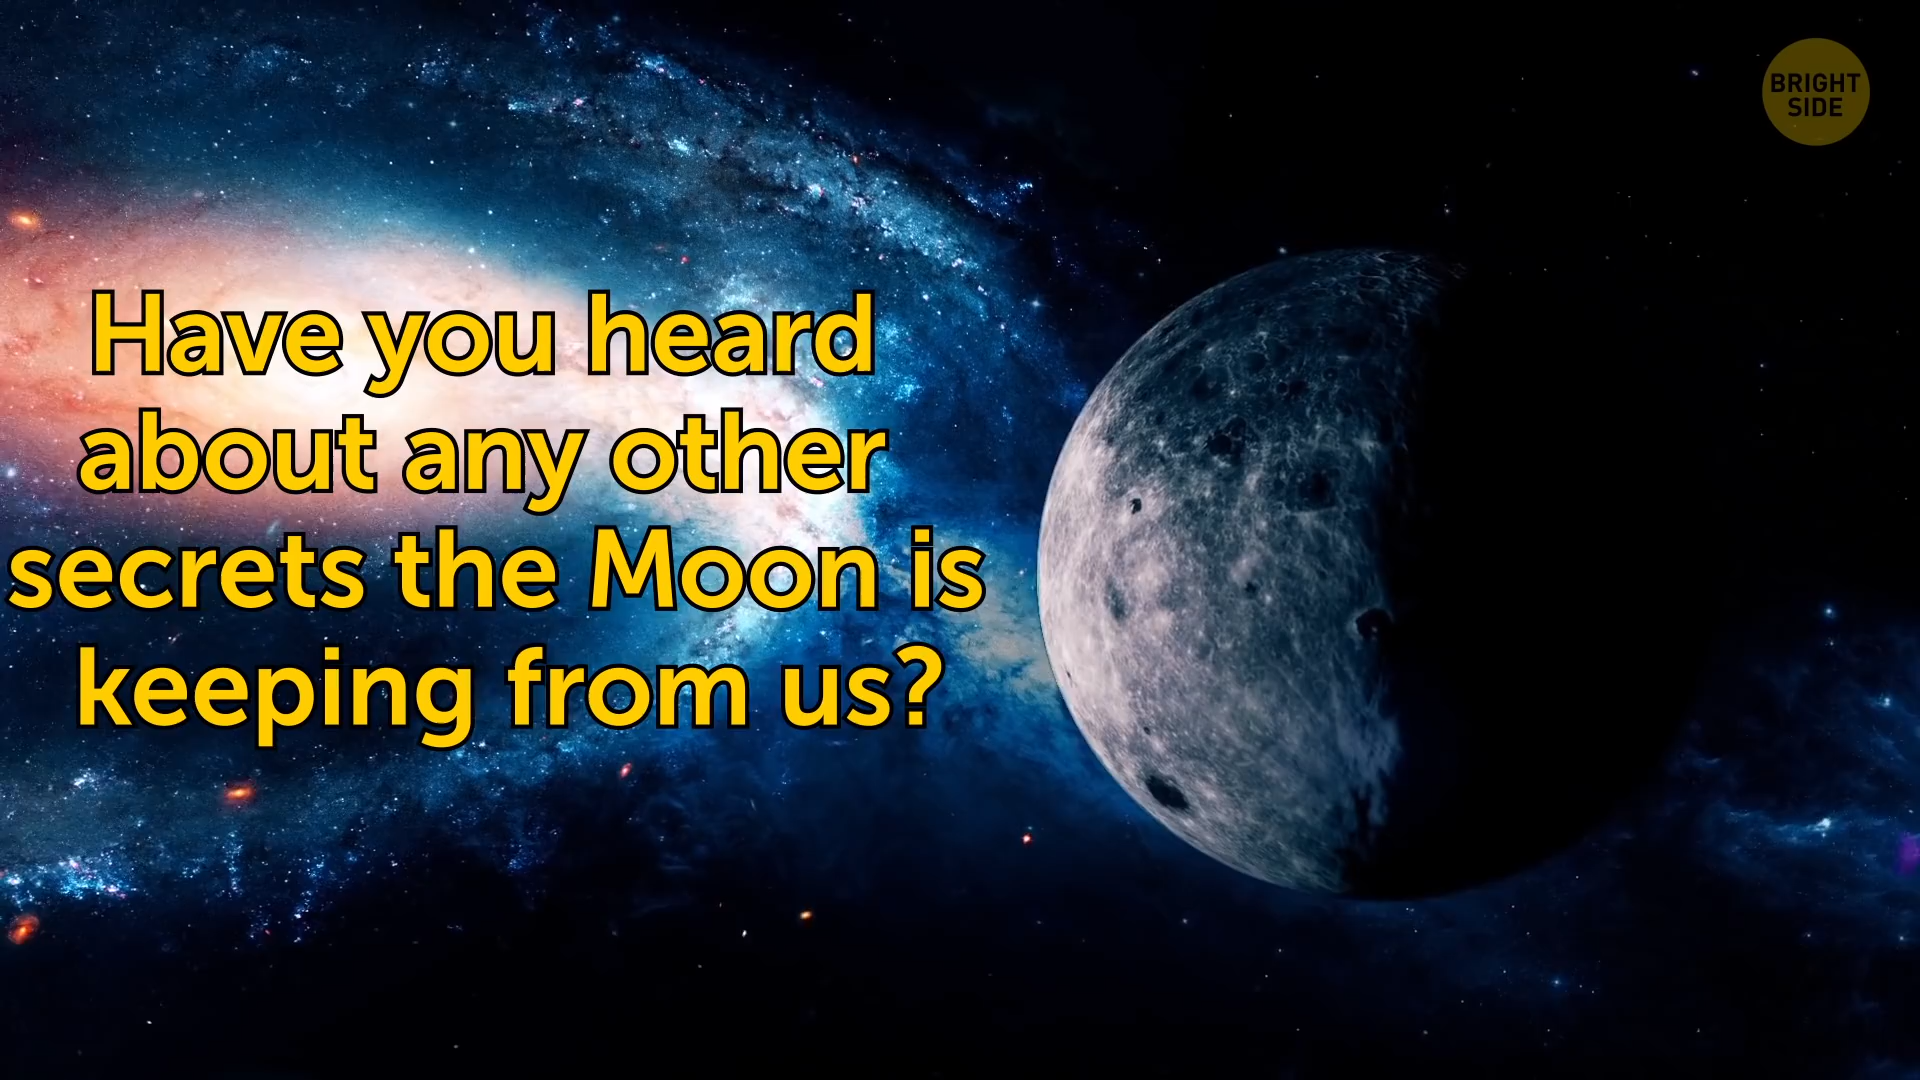 BRIGHT
SIDE
Have you heard
about any other
secrets the Moon is
keeping from us?